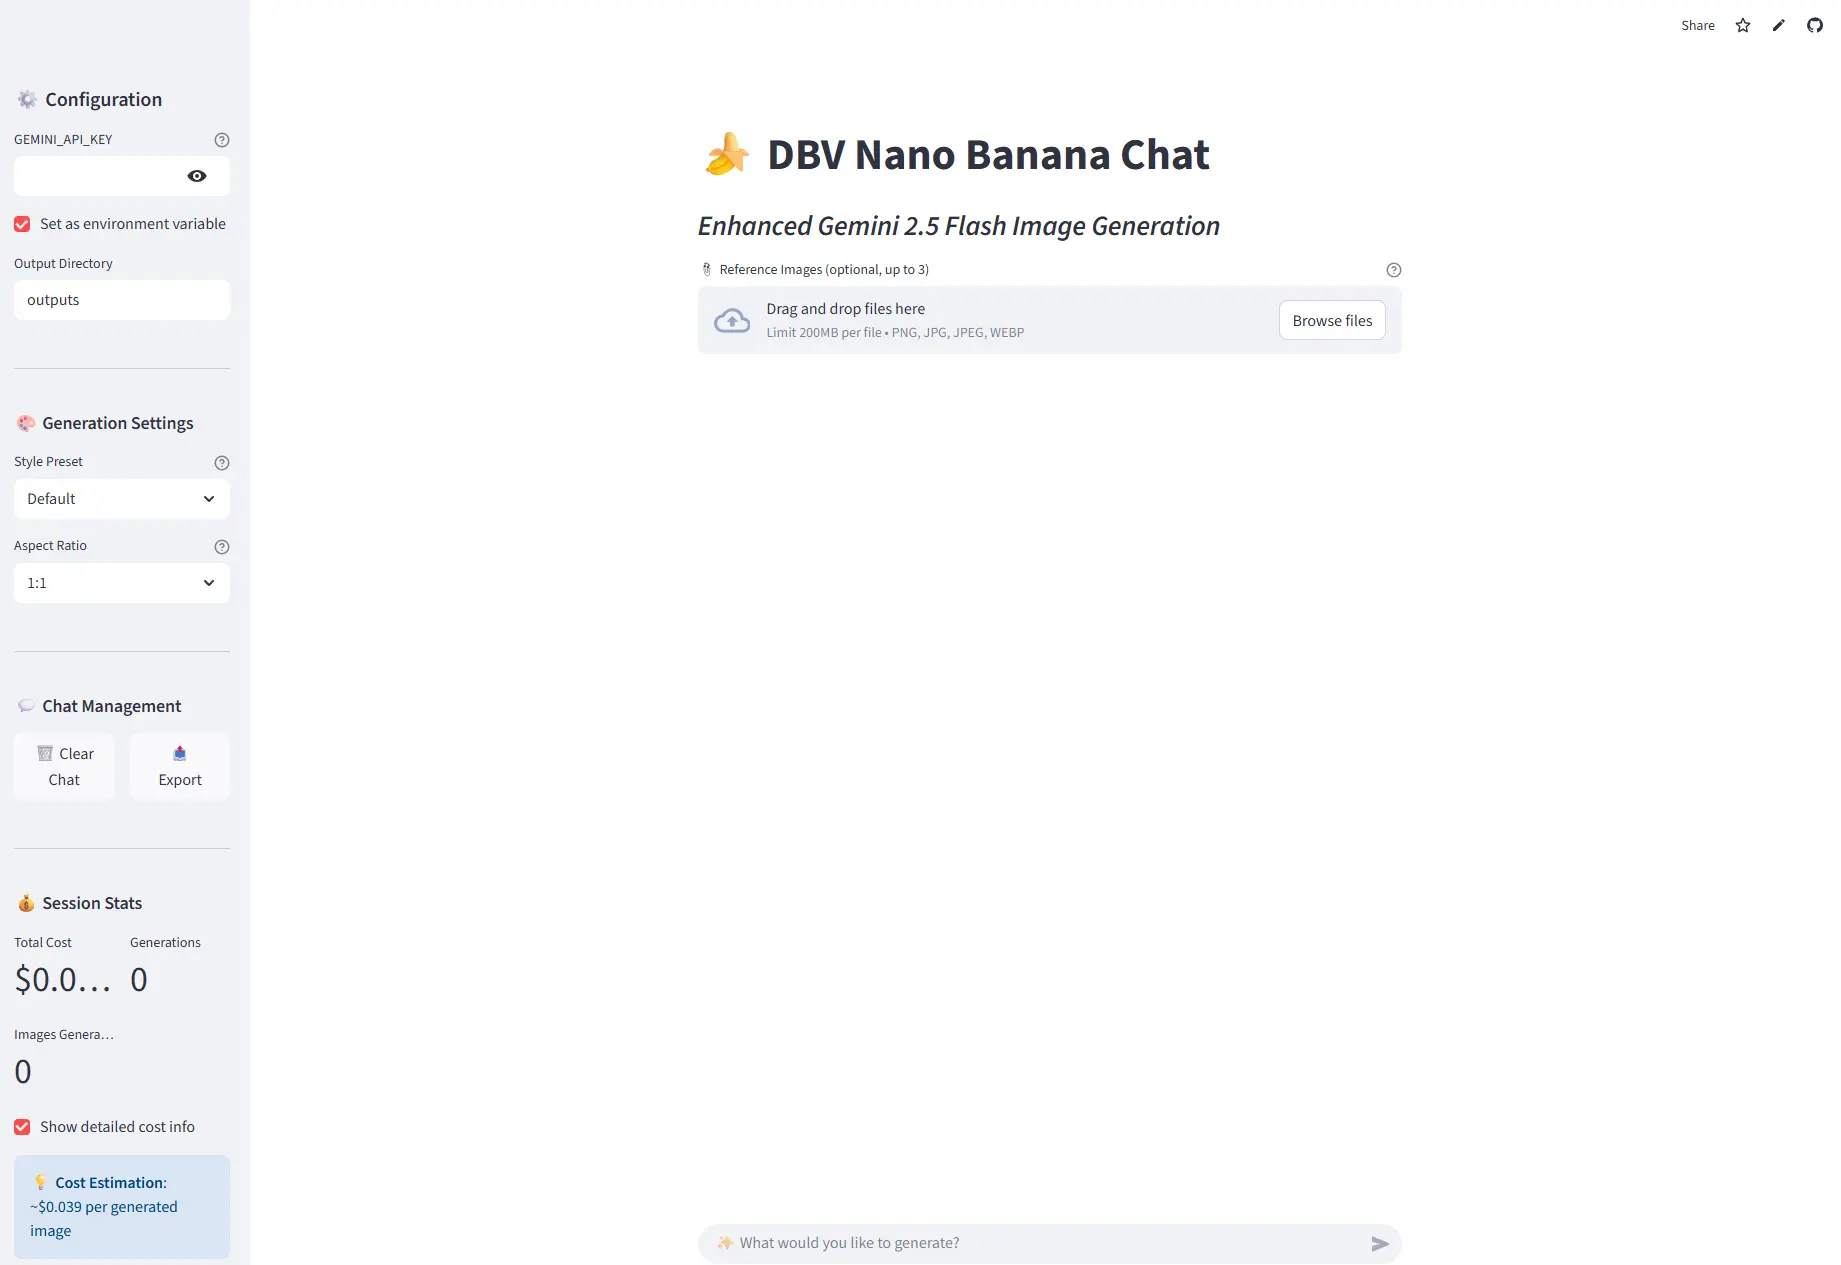 Share
Configuration
GEMINI_API_KEY
Set as environment variable
Output Directory
outputs
Generation Settings
Style Preset
Default
Aspect Ratio
1:1
Chat Management
Clear
Chat
Export
Session Stats
Total Cost
Generations
$0.0...
0
Images Genera...
0
Show detailed cost info
Cost Estimation:
~$0.039 per generated
image
DBV Nano Banana Chat
Enhanced Gemini 2.5 Flash Image Generation
Reference Images (optional, up to 3)
Drag and drop files here
Limit 200MB per file • PNG, JPG, JPEG, WEBP
Browse files
What would you like to generate?